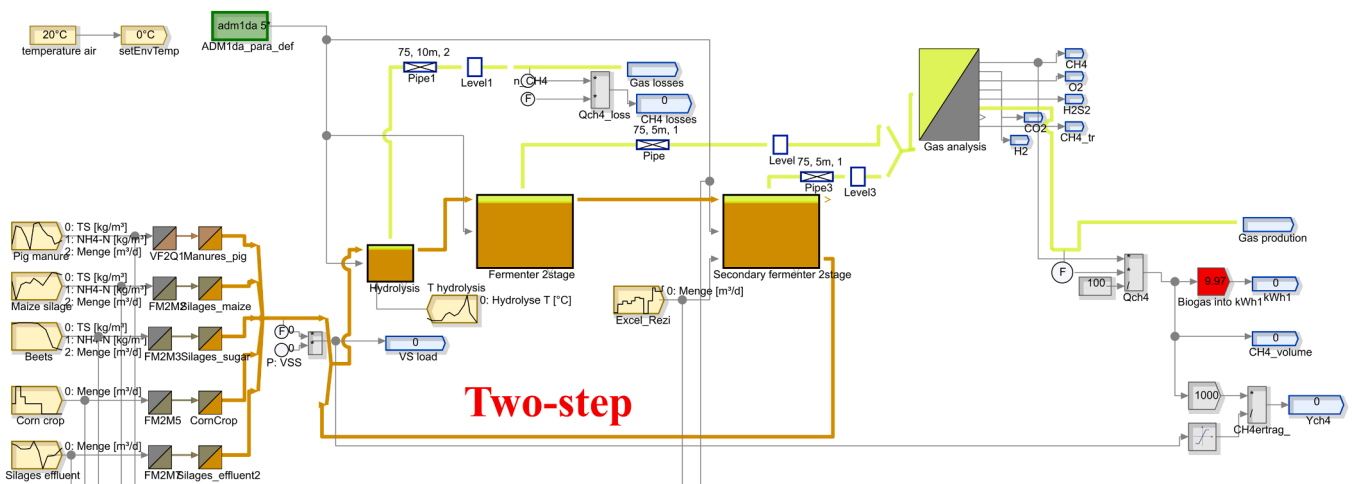 20°C
temperature air
0°C
setEnvTemp
adm1da 5*
ADM1da_para_def
75, 10m, 2
Pipe1
Level1
n_CH4
F
Qch4_loss
Gas losses
0
CH4 losses
75, 5m, 1
Pipe
Level
75, 5m, 1
Pipe3
Level3
Gas analysis
CH4
O2
H2S2
CO2
CH4_tr
H2
0: TS [kg/m³]
1: NH4-N [kg/m³]
2: Menge [m³/d]
Pig manure
VF2Q1
Manures_pig
0: TS [kg/m³]
1: NH4-N [kg/m³]
2: Menge [m³/d]
Maize silage
Silages_maize
0: TS [kg/m³]
1: NH4-N [kg/m³]
2: Menge [m³/d]
Beets
FM2M3
Silages_sugar
0: Menge [m³/d]
Corn crop
FM2M5
CornCrop
0: Menge [m³/d]
Silages effluent
FM2M7
Silages_effluent2
Hydrolysis
T hydrolysis
0: Hydrolyse T [°C]
Fermenter 2stage
Secondary fermenter 2stage
0: Menge [m³/d]
Excel_Rezi
F
0
0
P: VSS
0
VS load
Two-step
Gas prodution
F
100
Qch4
9.97
Biogas into kWh1
0
kWh1
0
CH4_volume
1000
CH4ertrag_
0
Ych4